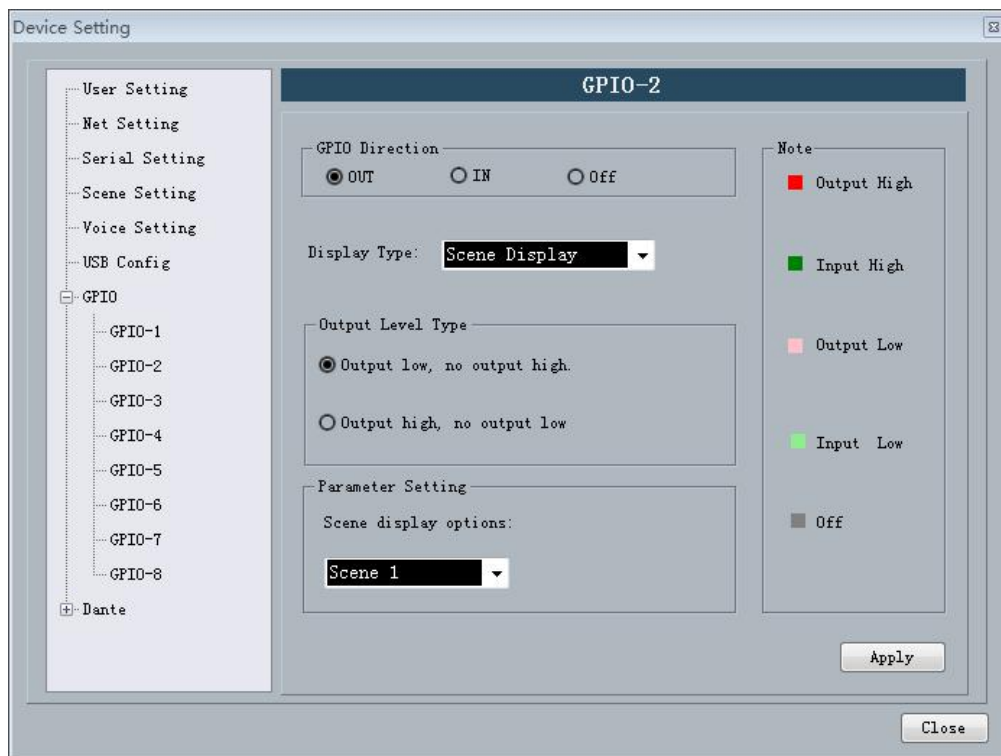 Device Setting
User Setting
Net Setting
Serial Setting
Scene Setting
Voice Setting
USB Config
GPIO
GPIO-1
GPIO-2
GPIO-3
GPIO-4
GPIO-5
GPIO-6
GPIO-7
GPIO-8
Dante
GPIO-2
GPIO Direction
OUT IN Off
Display Type: Scene Display
Output Level Type
Output low, no output high.
Output high, no output low
Parameter Setting
Scene display options:
Scene 1
Note
Output High
Input High
Output Low
Input Low
Off
Apply
Close